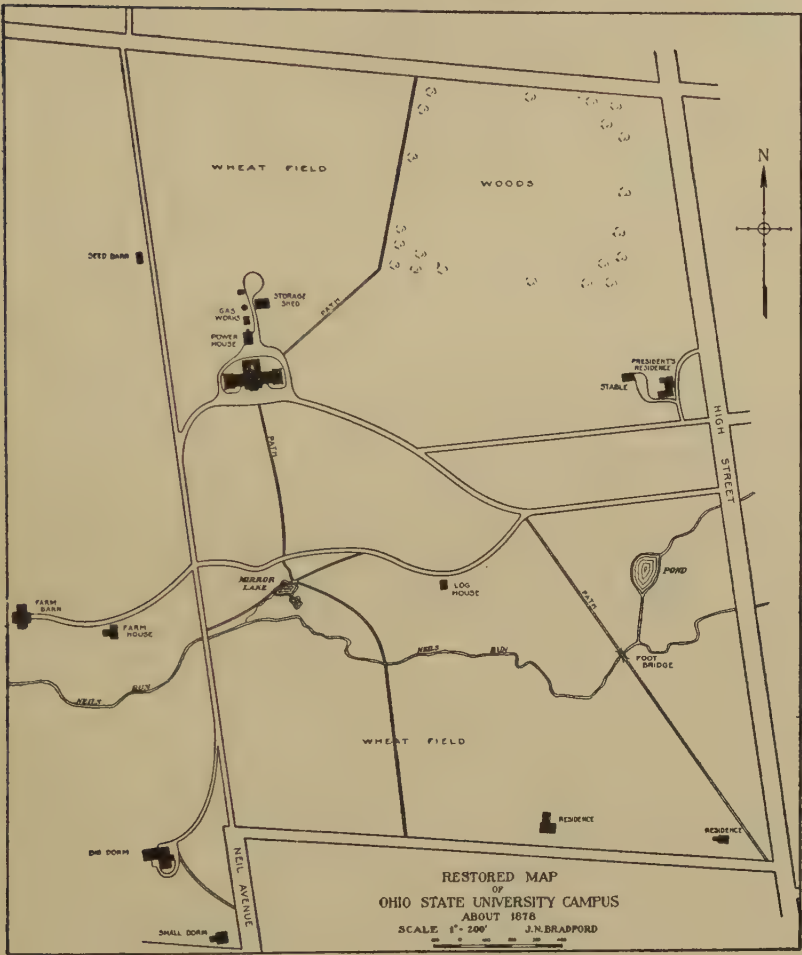 N
WHEAT FIELD
WOODS
SEED BARN
STORAGE
SHED
GAS
WORKS
PATH
POWER
HOUSE
PRESIDENT'S
RESIDENCE
STABLE
HIGH
STREET
PATH
MIRROR
LAKE
LOG
HOUSE
PATH
POND
FARM
BARN
FARM
HOUSE
NEILS RUN
FOOT
BRIDGE
NEILS RUN
WHEAT FIELD
RESIDENCE
RESIDENCE
BIG DORM
NEIL AVENUE
SMALL DORM
RESTORED MAP
OF
OHIO STATE UNIVERSITY CAMPUS
ABOUT 1878
SCALE 1"- 200' J.N.BRADFORD